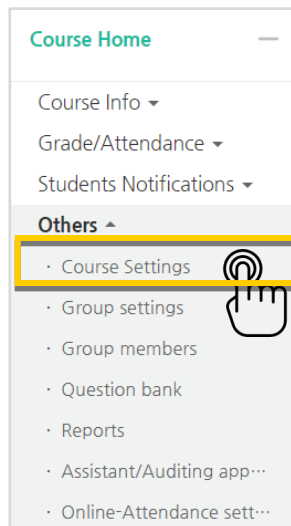 Course Home
Course Info
Grade/Attendance
Students Notifications
Others
· Course Settings
· Group settings
· Group members
· Question bank
· Reports
· Assistant/Auditing app···
· Online-Attendance sett···